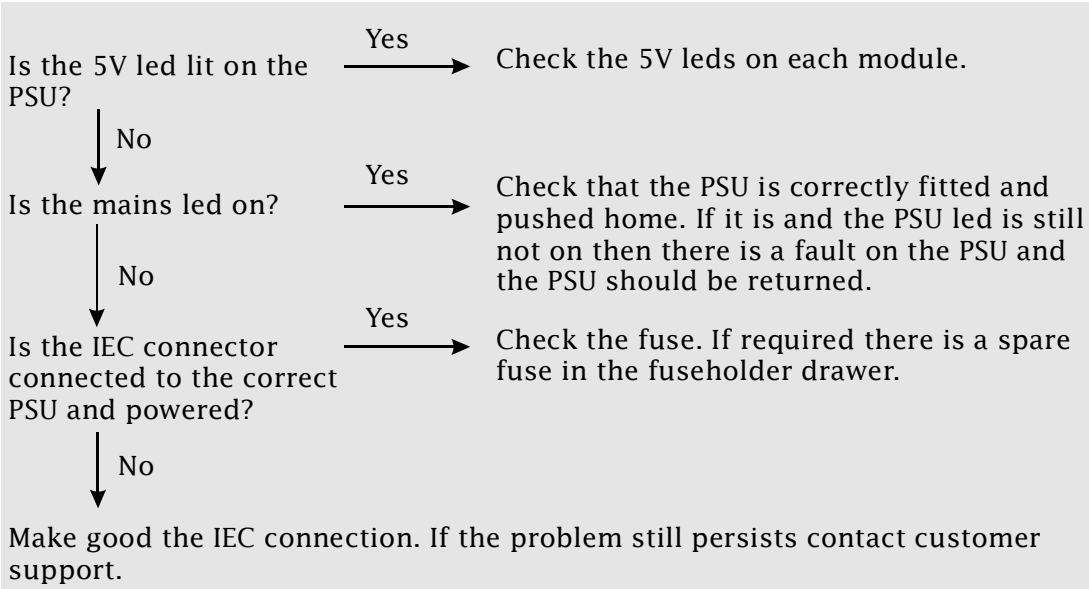 Is the 5V led lit on the
PSU?
Yes
Check the 5V leds on each module.
No
Is the mains led on?
Yes
Check that the PSU is correctly fitted and
pushed home. If it is and the PSU led is still
not on then there is a fault on the PSU and
the PSU should be returned.
No
Is the IEC connector
connected to the correct
PSU and powered?
Yes
Check the fuse. If required there is a spare
fuse in the fuseholder drawer.
No
Make good the IEC connection. If the problem still persists contact customer
support.